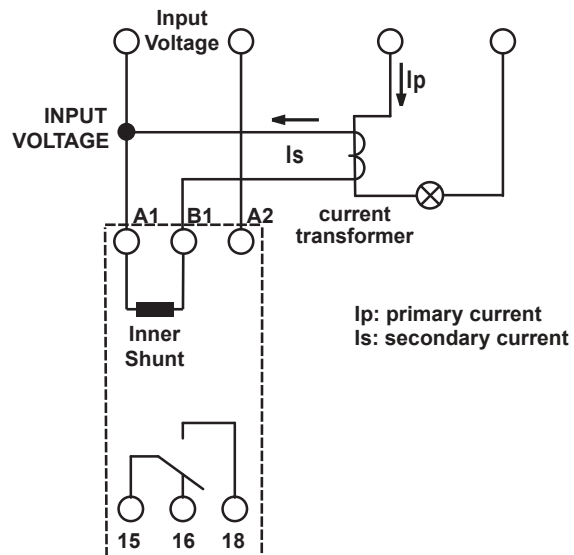 Input
Voltage
Ip
INPUT
VOLTAGE
Is
A1 B1 A2
current
transformer
Inner
Shunt
Ip: primary current
Is: secondary current
15 16 18